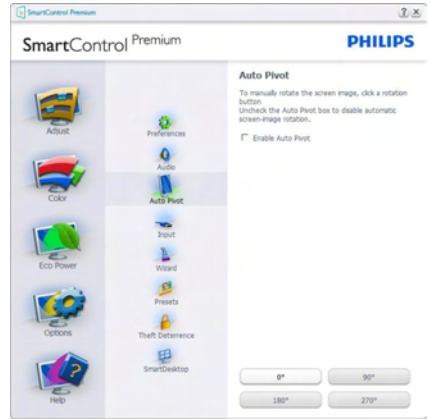 SmartControl Premium
SmartControl Premium
PHILIPS
Adjust
Color
Eco Power
Options
Help
Preferences
Audio
Auto Pivot
Input
Wizard
Presets
Theft Deterrence
SmartDesktop
Auto Pivot
To manually rotate the screen image, click a rotation
button
Uncheck the Auto Pivot box to disable automatic
screen-image rotation.
Enable Auto Pivot
0°
90°
180°
270°